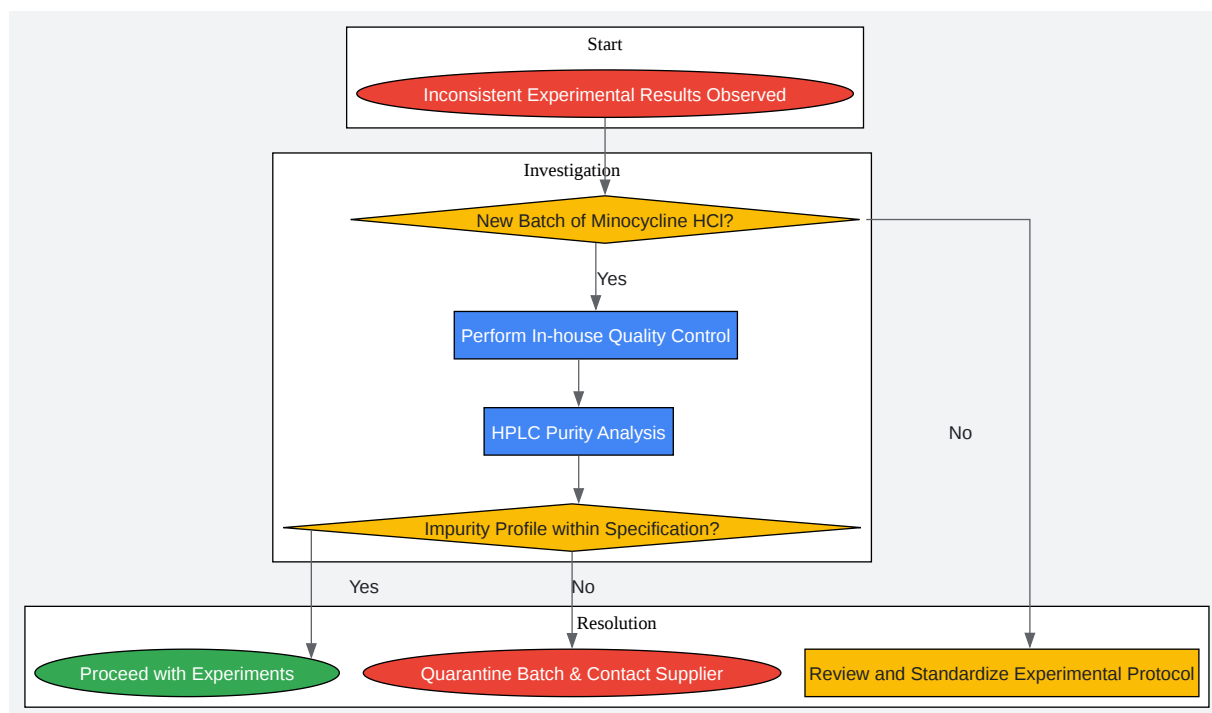 Start
Inconsistent Experimental Results Observed
Investigation
New Batch of Minocycline HCl?
Yes
Perform In-house Quality Control
HPLC Purity Analysis
No
Impurity Profile within Specification?
Yes
No
Resolution
Proceed with Experiments
Quarantine Batch & Contact Supplier
Review and Standardize Experimental Protocol